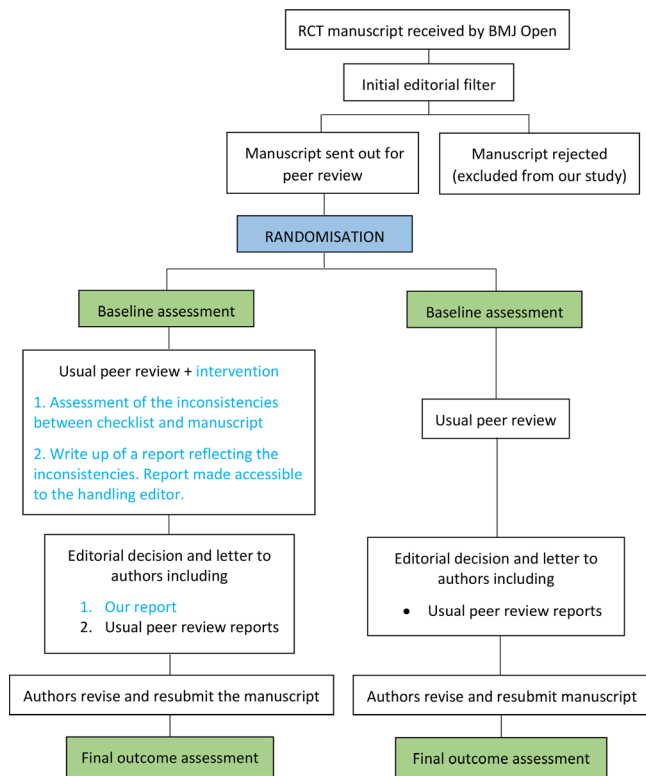 RCT manuscript received by BMJ Open
Initial editorial filter
Manuscript sent out for
peer review
Manuscript rejected
(excluded from our study)
RANDOMISATION
Baseline assessment
Usual peer review + intervention
1. Assessment of the inconsistencies
between checklist and manuscript
2. Write up of a report reflecting the
inconsistencies. Report made accessible
to the handling editor.
Editorial decision and letter to
authors including
1. Our report
2. Usual peer review reports
Authors revise and resubmit the manuscript
Final outcome assessment
Baseline assessment
Usual peer review
Editorial decision and letter to
authors including
• Usual peer review reports
Authors revise and resubmit manuscript
Final outcome assessment